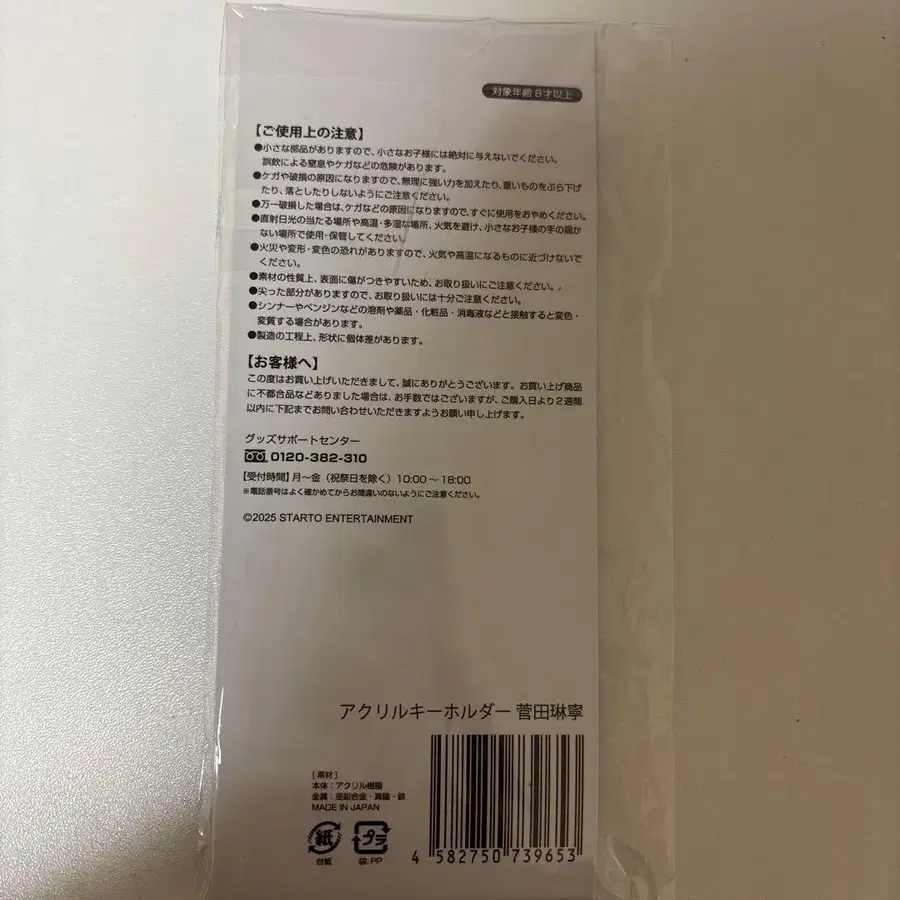 対象年齢 8才以上
【ご使用上の注意】
●小さな部品がありますので、小さなお子様には絶対に与えないでください。
誤飲による窒息やケガなどの危険があります。
●ケガや破損の原因になりますので、無理に強い力を加えたり、重いものをぶら下げ
たり、落としたりしないようにご注意ください。
●万一破損した場合は、ケガなどの原因になりますので、すぐに使用をおやめください。
●直射日光の当たる場所や高温・多湿な場所、火気を避け、小さなお子様の手の届か
ない場所で使用・保管してください。
●火災や変形・変色の恐れがありますので、火気や高温になるものに近づけないで
ください。
●素材の性質上、表面に傷がつきやすいため、お取り扱いにご注意ください。
●尖った部分がありますので、お取り扱いには十分ご注意ください。
●シンナーやベンジンなどの溶剤や薬品・化粧品・消毒液などと接触すると変色・
変質する場合があります。
●製造の工程上、形状に個体差があります。
【お客様へ】
この度はお買い上げいただきまして、誠にありがとうございます。お買い上げ商品
に不都合品などありました場合は、お手数ではございますが、ご購入日より2週間
以内に下記までお問い合わせいただきますようお願い申し上げます。
グッズサポートセンター
0120-382-310
【受付時間】月～金（祝祭日を除く）10:00～18:00
※電話番号はよく確かめてからお間違いのないようにご注意ください。
©2025 STARTO ENTERTAINMENT
アクリルキーホルダー 菅田琳寧
[素材]
本体：アクリル樹脂
金属：亜鉛合金・真鍮・鉄
MADE IN JAPAN
紙 プラ
台紙 袋：PP
4 582750 739653